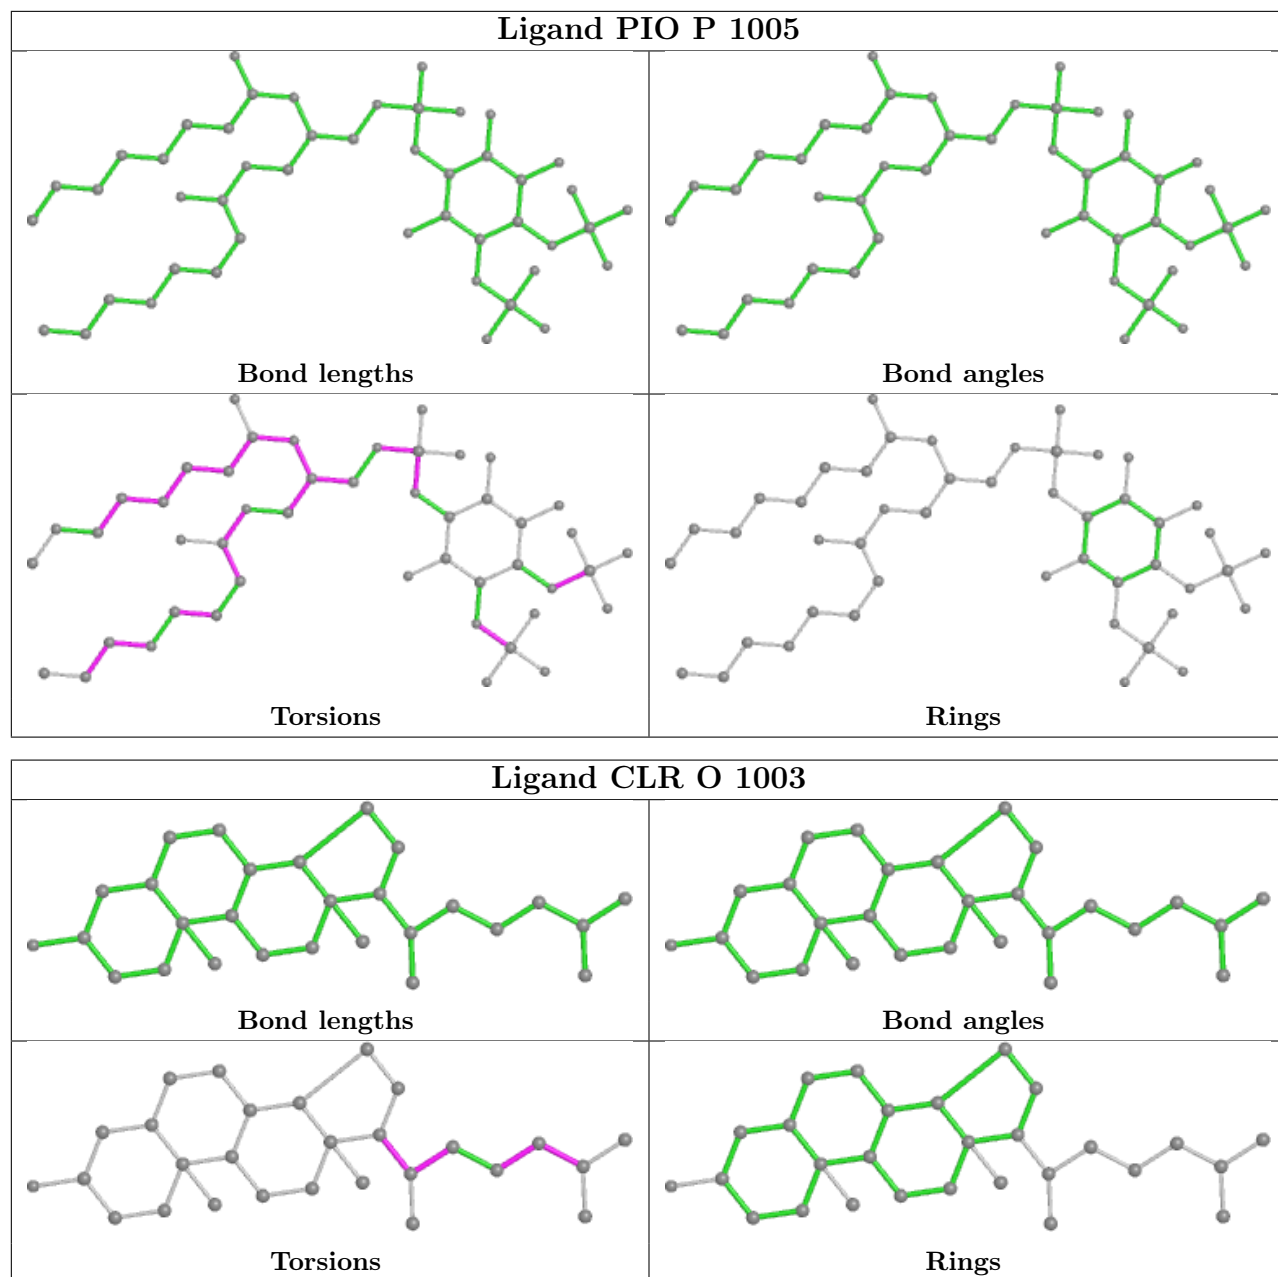 Ligand PIO P 1005
Bond lengths
Bond angles
Torsions
Rings
Ligand CLR O 1003
Bond lengths
Bond angles
Torsions
Rings